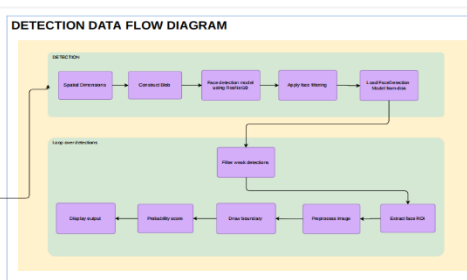 DETECTION DATA FLOW DIAGRAM
DETECTION
Spatial Dimensions
Construct Blob
Face detection model
using
Apply face filtering
Load FaceDetection
Model from disk
Loop over detections
Filter weak detections
Display output
Probability score
Draw boundary
Preprocess image
Extract face ROI